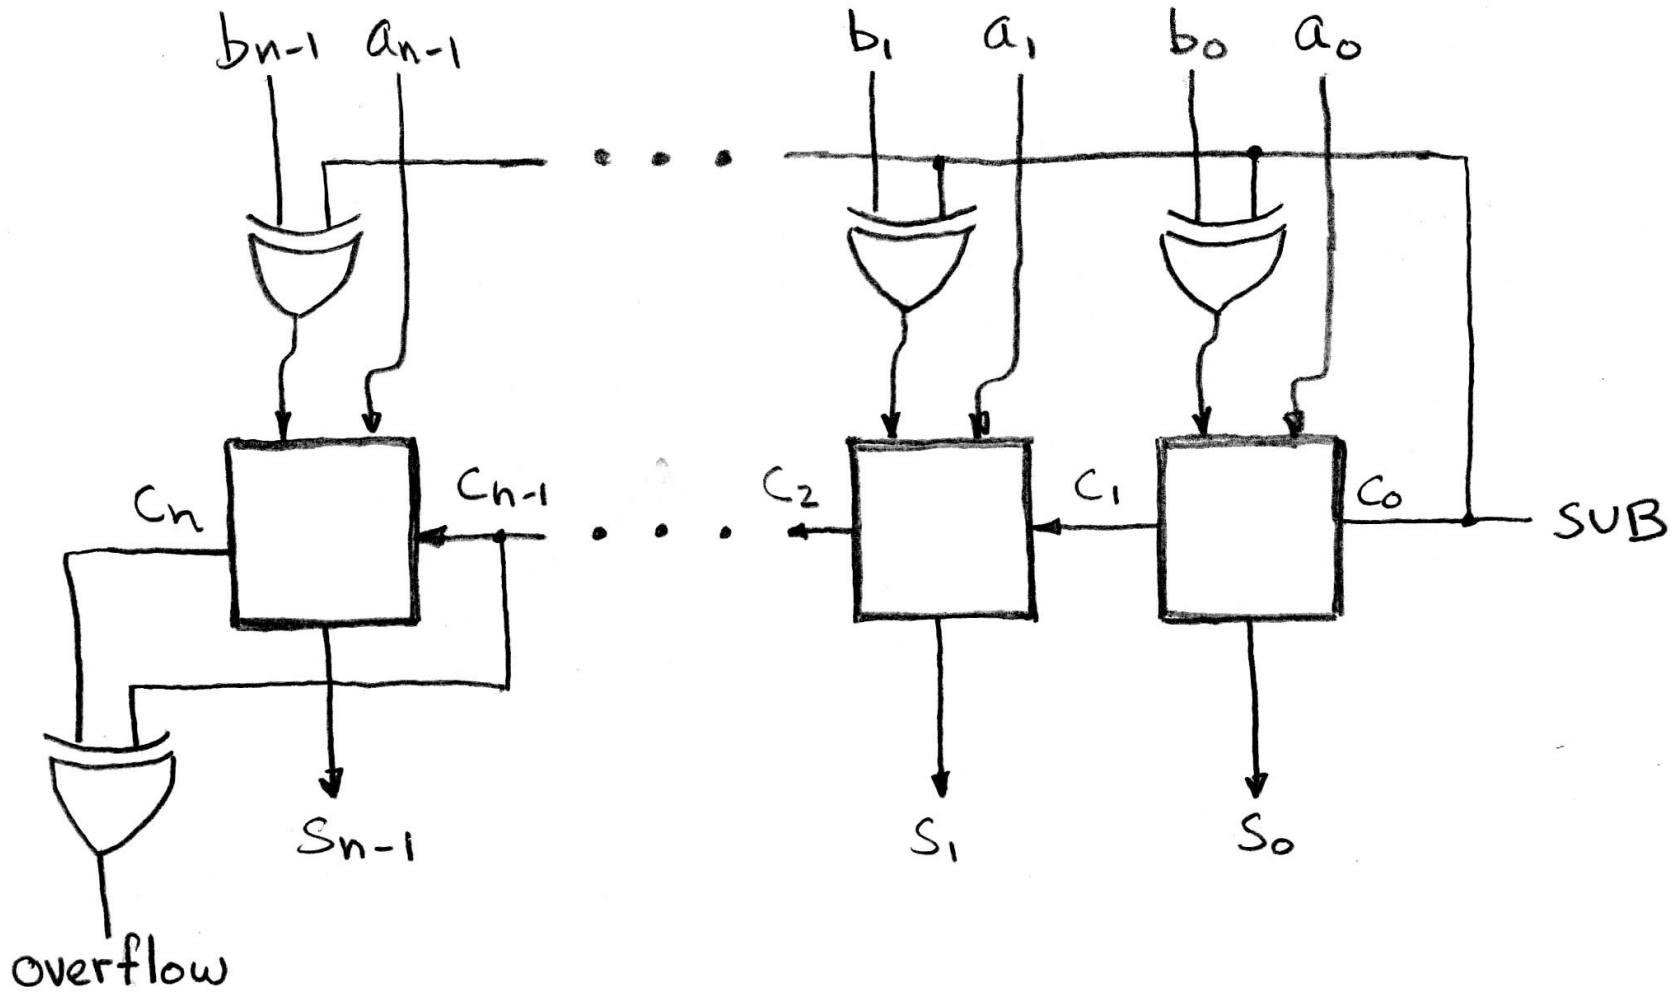 bn-1 an-1 b1 a1 b0 a0
Cn Cn-1 C2 C1 C0 SUB
Sn-1 S1 S0
overflow